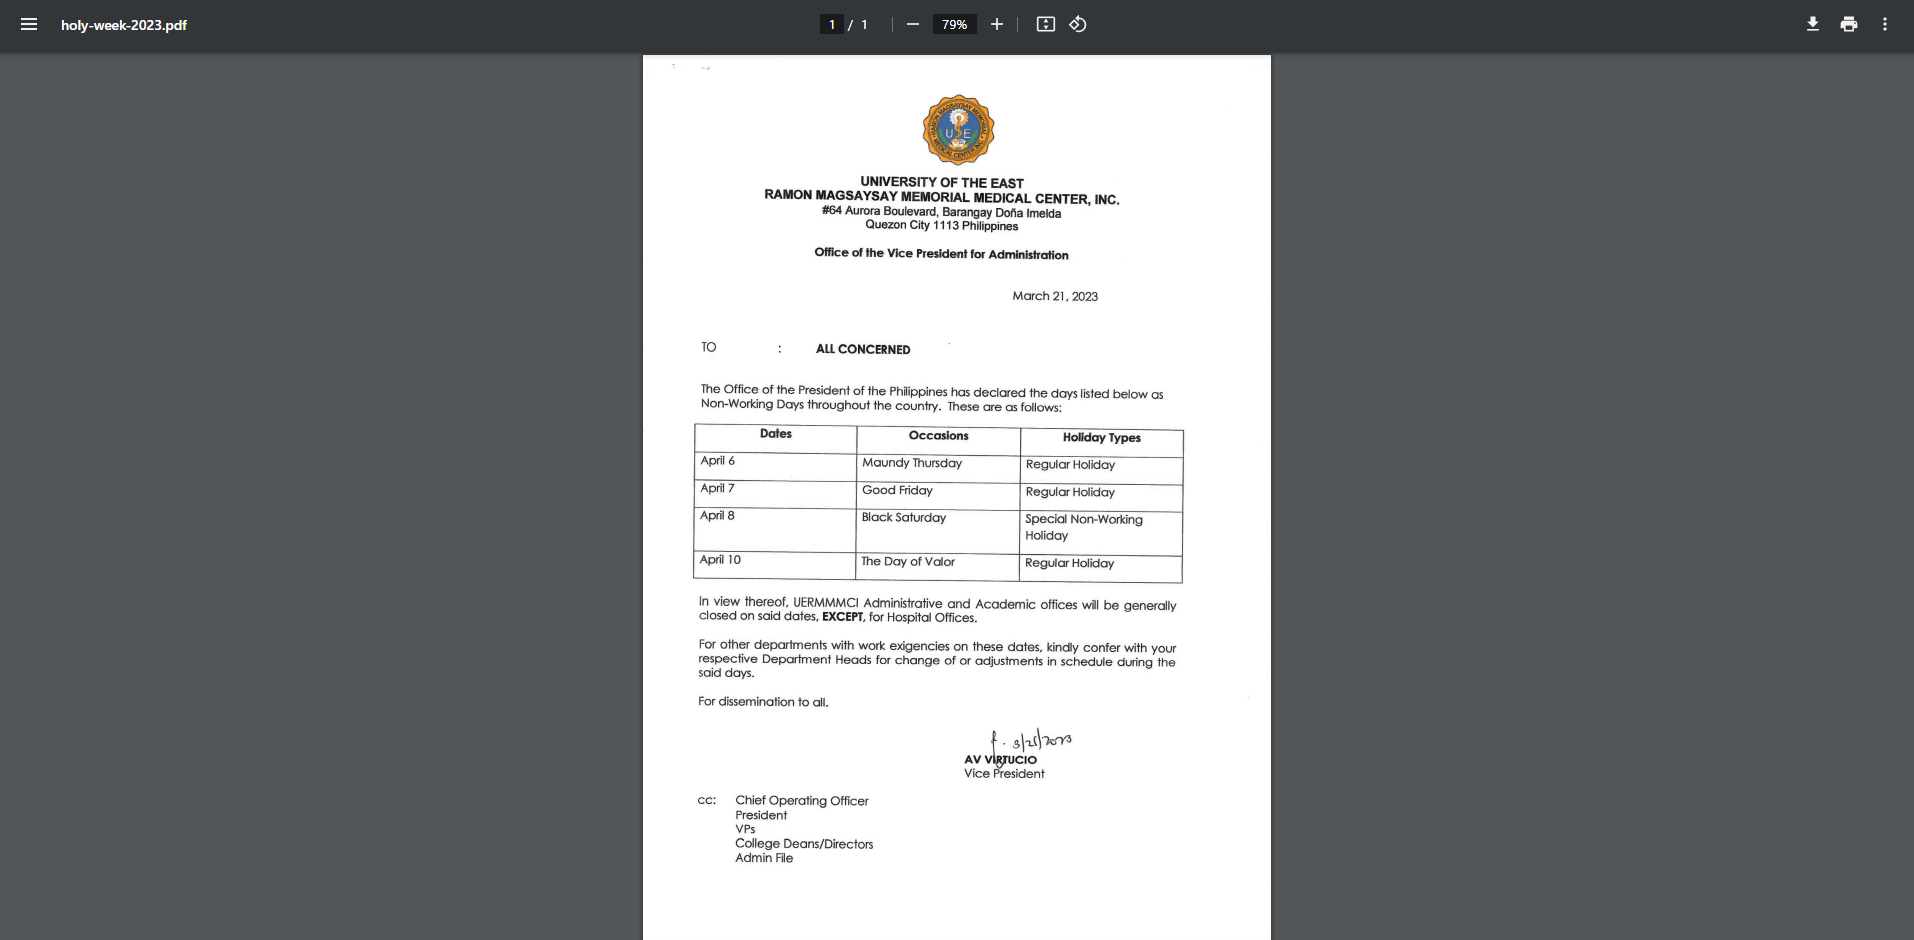 holy-week-2023.pdf
1 / 1
79%
RAMON MAGSAYSAY MEMORIAL
MEDICAL CENTER, INC.
U E
UNIVERSITY OF THE EAST
RAMON MAGSAYSAY MEMORIAL MEDICAL CENTER, INC.
#64 Aurora Boulevard, Barangay Doña Imelda
Quezon City 1113 Philippines
Office of the Vice President for Administration
March 21, 2023
TO : ALL CONCERNED
The Office of the President of the Philippines has declared the days listed below as
Non-Working Days throughout the country. These are as follows:
Dates Occasions Holiday Types
April 6 Maundy Thursday Regular Holiday
April 7 Good Friday Regular Holiday
April 8 Black Saturday Special Non-Working
Holiday
April 10 The Day of Valor Regular Holiday
In view thereof, UERMMMCI Administrative and Academic offices will be generally
closed on said dates, EXCEPT, for Hospital Offices.
For other departments with work exigencies on these dates, kindly confer with your
respective Department Heads for change of or adjustments in schedule during the
said days.
For dissemination to all.
3/21/2023
AV VIRTUCIO
Vice President
cc: Chief Operating Officer
President
VPs
College Deans/Directors
Admin File